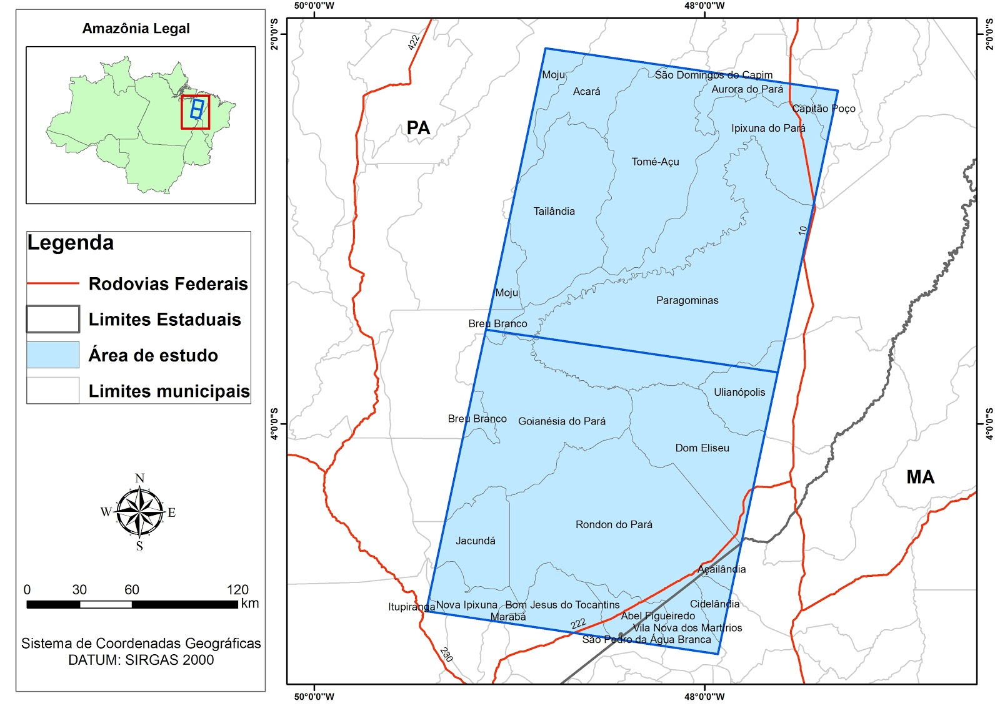 Amazônia Legal
Legenda
Rodovias Federais
Limites Estaduais
Área de estudo
Limites municipais
N
W E
S
0 30 60 120
km
Sistema de Coordenadas Geográficas
DATUM: SIRGAS 2000
50°0'0"W 48°0'0"W
2°0'0"S 2°0'0"S
422
Moju
São Domingos do Capim
Acará
Aurora do Pará
Capitão Poço
PA
Ipixuna do Pará
Tomé-Açu
Tailândia
10
Moju
Paragominas
Breu Branco
Ulianópolis
Breu Branco
Goianésia do Pará
4°0'0"S 4°0'0"S
Dom Eliseu
MA
Rondon do Pará
Jacundá
Açailândia
Itupiranga
Nova Ipixuna
Bom Jesus do Tocantins
Cidelândia
Marabá
Abel Figueiredo
222
Vila Nova dos Martírios
São Pedro da Água Branca
230
50°0'0"W 48°0'0"W